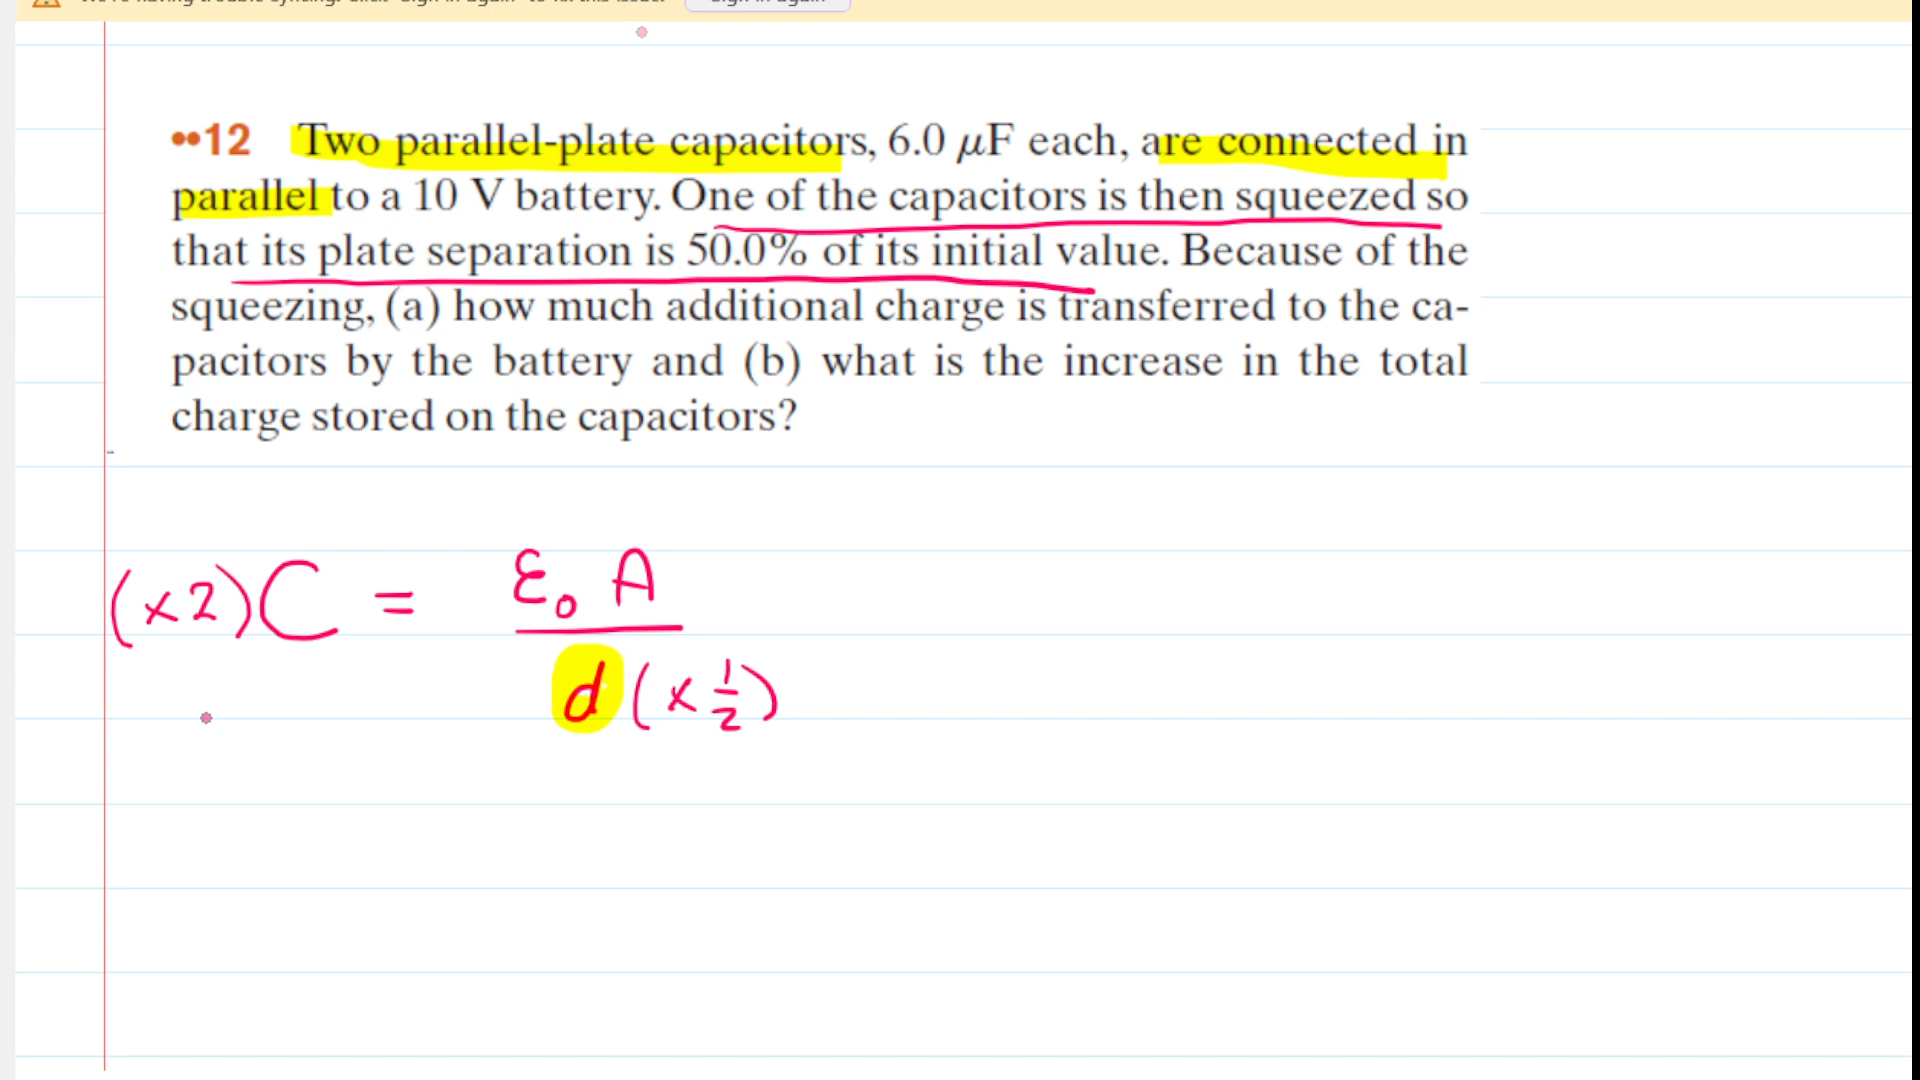 ••12 Two parallel-plate capacitors, 6.0 μF each, are connected in
parallel to a 10 V battery. One of the capacitors is then squeezed so
that its plate separation is 50.0% of its initial value. Because of the
squeezing, (a) how much additional charge is transferred to the ca-
pacitors by the battery and (b) what is the increase in the total
charge stored on the capacitors?
(x2)C = ε₀ A
d (x ½)